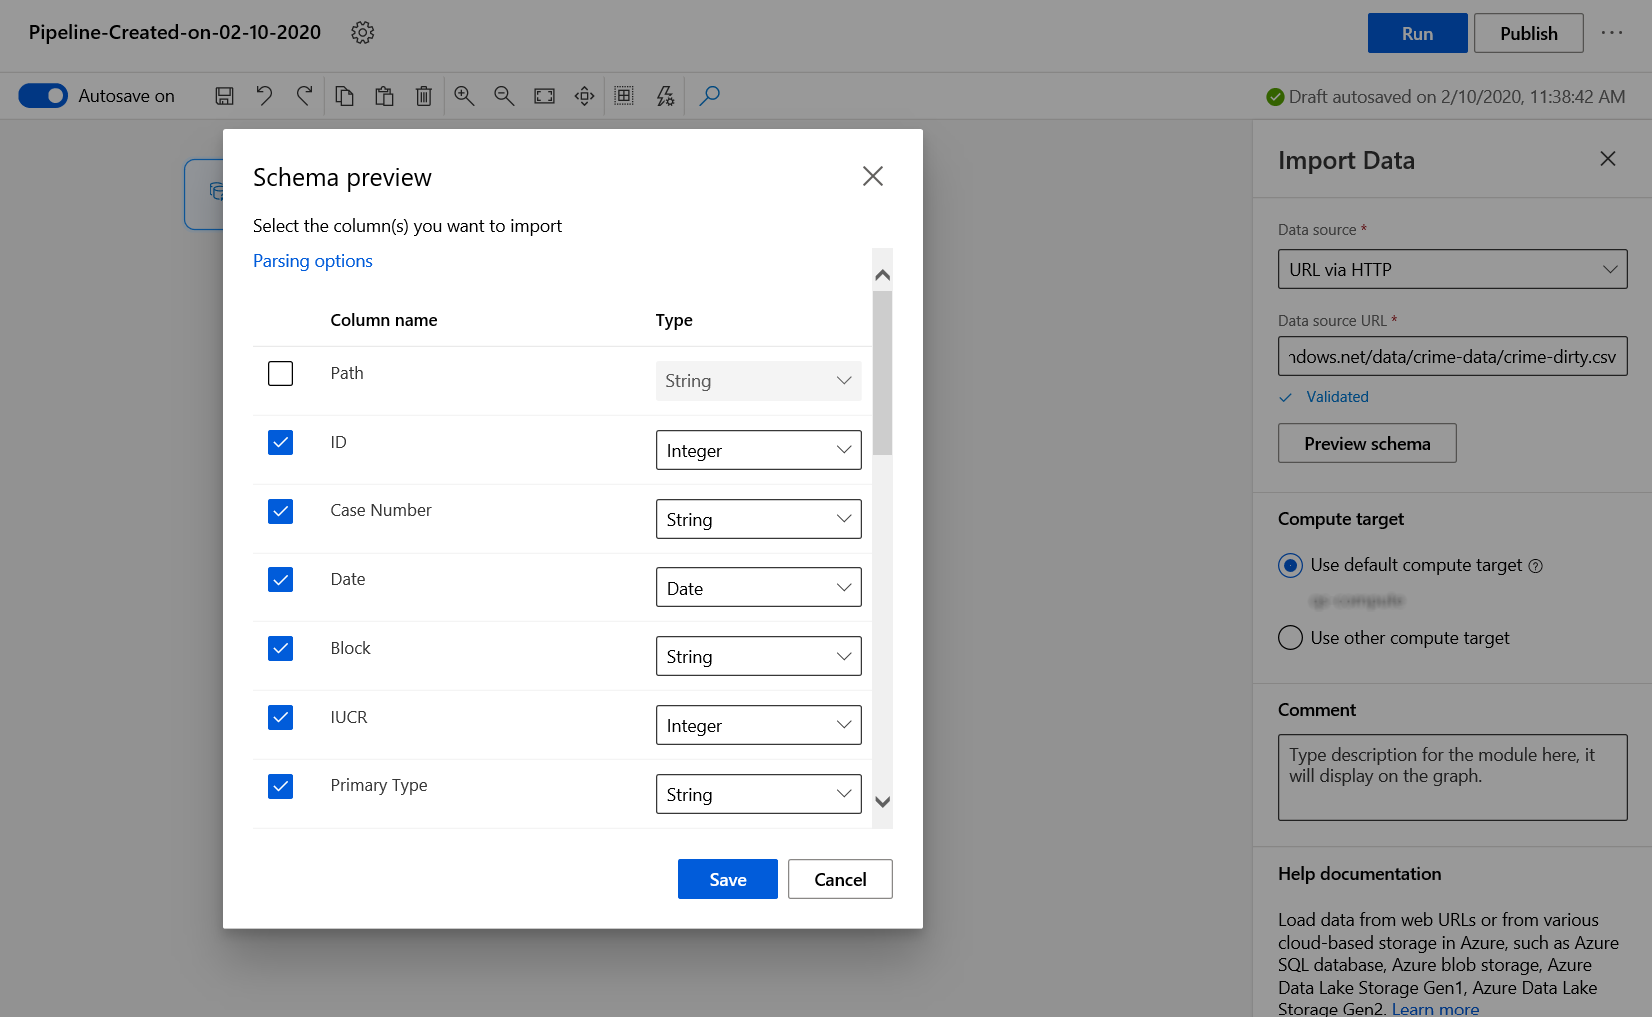 Pipeline-Created-on-02-10-2020
Run
Publish
Autosave on
Draft autosaved on 2/10/2020, 11:38:42 AM
Schema preview
Select the column(s) you want to import
Parsing options
Column name Type
Path String
ID Integer
Case Number String
Date Date
Block String
IUCR Integer
Primary Type String
Save Cancel
Import Data
Data source *
URL via HTTP
Data source URL *
ndows.net/data/crime-data/crime-dirty.csv
Validated
Preview schema
Compute target
Use default compute target
Use other compute target
Comment
Type description for the module here, it
will display on the graph.
Help documentation
Load data from web URLs or from various
cloud-based storage in Azure, such as Azure
SQL database, Azure blob storage, Azure
Data Lake Storage Gen1, Azure Data Lake
Storage Gen2. Learn more